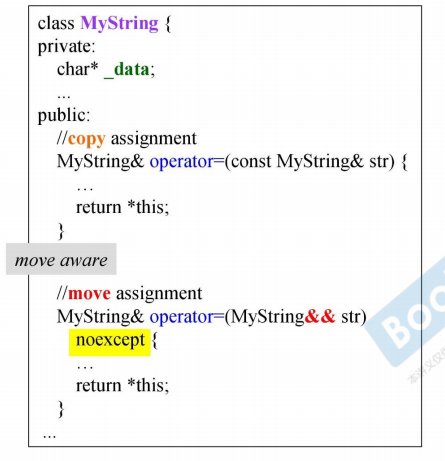 class MyString {
private:
char* _data;
...
public:
//copy assignment
MyString& operator=(const MyString& str) {
...
return *this;
}
move aware
//move assignment
MyString& operator=(MyString&& str)
noexcept {
...
return *this;
}
...
Boo